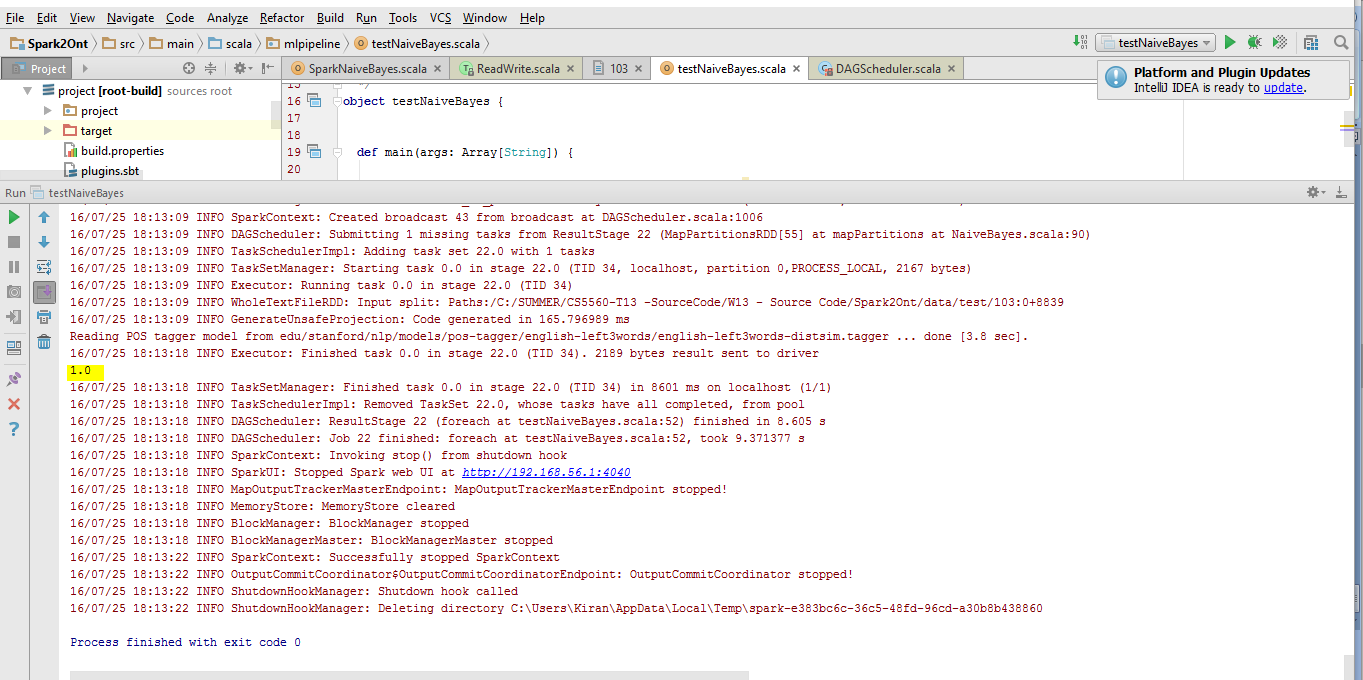 File Edit View Navigate Code Analyze Refactor Build Run Tools VCS Window Help
Spark2Ont src main scala mlpipeline testNaiveBayes.scala testNaiveBayes
Project SparkNaiveBayes.scala ReadWrite.scala 103 testNaiveBayes.scala DAGScheduler.scala
Platform and Plugin Updates
IntelliJ IDEA is ready to update.
project [root-build] sources root
project
target
build.properties
plugins.sbt
16 object testNaiveBayes {
17
18
19 def main(args: Array[String]) {
20
Run testNaiveBayes
16/07/25 18:13:09 INFO SparkContext: Created broadcast 43 from broadcast at DAGScheduler.scala:1006
16/07/25 18:13:09 INFO DAGScheduler: Submitting 1 missing tasks from ResultStage 22 (MapPartitionsRDD[55] at mapPartitions at NaiveBayes.scala:90)
16/07/25 18:13:09 INFO TaskSchedulerImpl: Adding task set 22.0 with 1 tasks
16/07/25 18:13:09 INFO TaskSetManager: Starting task 0.0 in stage 22.0 (TID 34, localhost, partition 0,PROCESS_LOCAL, 2167 bytes)
16/07/25 18:13:09 INFO Executor: Running task 0.0 in stage 22.0 (TID 34)
16/07/25 18:13:09 INFO WholeTextFileRDD: Input split: Paths:/C:/SUMMER/CS5560-T13 -SourceCode/W13 - Source Code/Spark2Ont/data/test/103:0+8839
16/07/25 18:13:09 INFO GenerateUnsafeProjection: Code generated in 165.796989 ms
Reading POS tagger model from edu/stanford/nlp/models/pos-tagger/english-left3words/english-left3words-distsim.tagger ... done [3.8 sec].
16/07/25 18:13:18 INFO Executor: Finished task 0.0 in stage 22.0 (TID 34). 2189 bytes result sent to driver
1.0
16/07/25 18:13:18 INFO TaskSetManager: Finished task 0.0 in stage 22.0 (TID 34) in 8601 ms on localhost (1/1)
16/07/25 18:13:18 INFO TaskSchedulerImpl: Removed TaskSet 22.0, whose tasks have all completed, from pool
16/07/25 18:13:18 INFO DAGScheduler: ResultStage 22 (foreach at testNaiveBayes.scala:52) finished in 8.605 s
16/07/25 18:13:18 INFO DAGScheduler: Job 22 finished: foreach at testNaiveBayes.scala:52, took 9.371377 s
16/07/25 18:13:18 INFO SparkContext: Invoking stop() from shutdown hook
16/07/25 18:13:18 INFO SparkUI: Stopped Spark web UI at http://192.168.56.1:4040
16/07/25 18:13:18 INFO MapOutputTrackerMasterEndpoint: MapOutputTrackerMasterEndpoint stopped!
16/07/25 18:13:18 INFO MemoryStore: MemoryStore cleared
16/07/25 18:13:18 INFO BlockManager: BlockManager stopped
16/07/25 18:13:18 INFO BlockManagerMaster: BlockManagerMaster stopped
16/07/25 18:13:22 INFO SparkContext: Successfully stopped SparkContext
16/07/25 18:13:22 INFO OutputCommitCoordinator$OutputCommitCoordinatorEndpoint: OutputCommitCoordinator stopped!
16/07/25 18:13:22 INFO ShutdownHookManager: Shutdown hook called
16/07/25 18:13:22 INFO ShutdownHookManager: Deleting directory C:\Users\Kiran\AppData\Local\Temp\spark-e383bc6c-36c5-48fd-96cd-a30b8b438860
Process finished with exit code 0